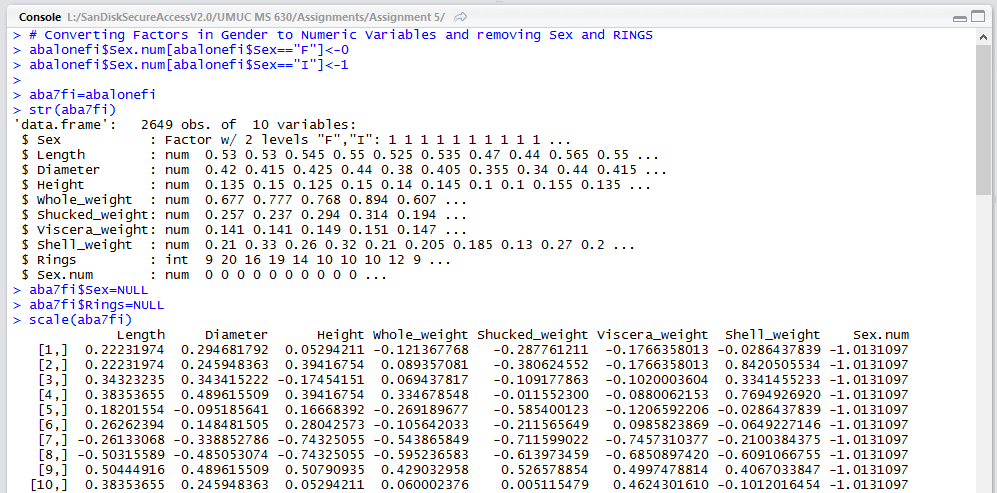 Console L:/SanDiskSecureAccessV2.0/UMUC MS 630/Assignments/Assignment 5/
> # Converting Factors in Gender to Numeric Variables and removing Sex and RINGS
> abalonefi$Sex.num[abalonefi$Sex=="F"]<-0
> abalonefi$Sex.num[abalonefi$Sex=="I"]<-1
>
> aba7fi=abalonefi
> str(aba7fi)
'data.frame':   2649 obs. of  10 variables:
 $ Sex           : Factor w/ 2 levels "F","I": 1 1 1 1 1 1 1 1 1 1 ...
 $ Length        : num  0.53 0.53 0.545 0.55 0.525 0.535 0.47 0.44 0.565 0.55 ...
 $ Diameter      : num  0.42 0.415 0.425 0.44 0.38 0.405 0.355 0.34 0.44 0.415 ...
 $ Height        : num  0.135 0.15 0.125 0.15 0.14 0.145 0.1 0.1 0.155 0.135 ...
 $ Whole_weight  : num  0.677 0.777 0.768 0.894 0.607 ...
 $ Shucked_weight: num  0.257 0.237 0.294 0.314 0.194 ...
 $ Viscera_weight: num  0.141 0.141 0.149 0.151 0.147 ...
 $ Shell_weight  : num  0.21 0.33 0.26 0.32 0.21 0.205 0.185 0.13 0.27 0.2 ...
 $ Rings         : int  9 20 16 19 14 10 10 10 12 9 ...
 $ Sex.num       : num  0 0 0 0 0 0 0 0 0 0 ...
> aba7fi$Sex=NULL
> aba7fi$Rings=NULL
> scale(aba7fi)
Length Diameter Height Whole_weight Shucked_weight Viscera_weight Shell_weight Sex.num
[1,] 0.22231974 0.294681792 0.05294211 -0.121367768 -0.287761211 -0.1766358013 -0.0286437839 -1.0131097
[2,] 0.22231974 0.245948363 0.39416754 0.089357081 -0.380624552 -0.1766358013 0.8420505534 -1.0131097
[3,] 0.34323235 0.343415222 -0.17454151 0.069437817 -0.109177863 -0.1020003604 0.3341455233 -1.0131097
[4,] 0.38353655 0.489615509 0.39416754 0.334678548 -0.011552300 -0.0880062153 0.7694926920 -1.0131097
[5,] 0.18201554 -0.095185641 0.16668392 -0.269189677 -0.585400123 -0.1206592206 -0.0286437839 -1.0131097
[6,] 0.26262394 0.148481505 0.28042573 -0.105642033 -0.211565649 0.0985823869 -0.0649227146 -1.0131097
[7,] -0.26133068 -0.338852786 -0.74325055 -0.543865849 -0.711599022 -0.7457310377 -0.2100384375 -1.0131097
[8,] -0.50315589 -0.485053074 -0.74325055 -0.595236583 -0.613973459 -0.6850897420 -0.6091066755 -1.0131097
[9,] 0.50444916 0.489615509 0.50790935 0.429032958 0.526578854 0.4997478814 0.4067033847 -1.0131097
[10,] 0.38353655 0.245948363 0.05294211 0.060002376 0.005115479 0.4624301610 -0.1012016454 -1.0131097